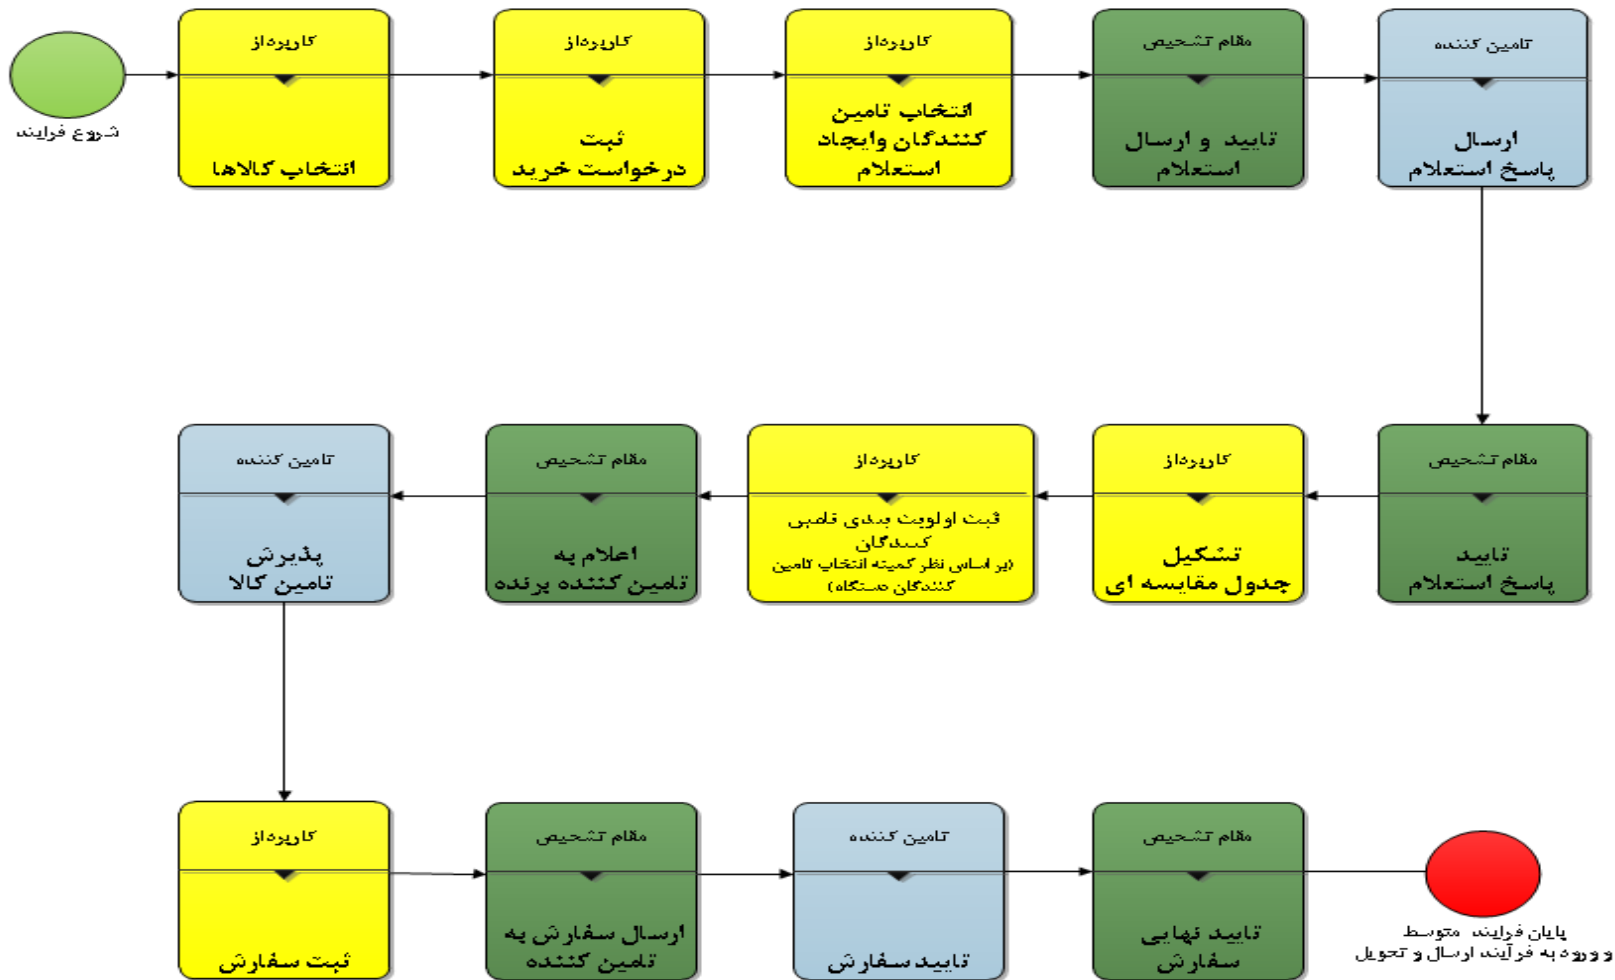 شروع فرایند
کارپرداز
انتخاب کالاها
کارپرداز
ثبت
درخواست خرید
کارپرداز
انتخاب تامین
کنندگان وایجاد
استعلام
مقام تشخیص
تایید و ارسال
استعلام
تامین کننده
ارسال
پاسخ استعلام
مقام تشخیص
تایید
پاسخ استعلام
کارپرداز
تشکیل
جدول مقایسه ای
کارپرداز
ثبت اولویت بندی تامیی
کنندگان
(بر اساس نظر کمیته انتخاب تامین
کنندگان دستگاه)
مقام تشخیص
اعلام به
تامین کننده برنده
تامین کننده
پذیرش
تامین کالا
کارپرداز
ثبت سفارش
مقام تشخیص
ارسال سفارش به
تامین کننده
تامین کننده
تایید سفارش
مقام تشخیص
تایید نهایی
سفارش
پایان فرایند متوسط
و ورود به فرآیند ارسال و تحویل